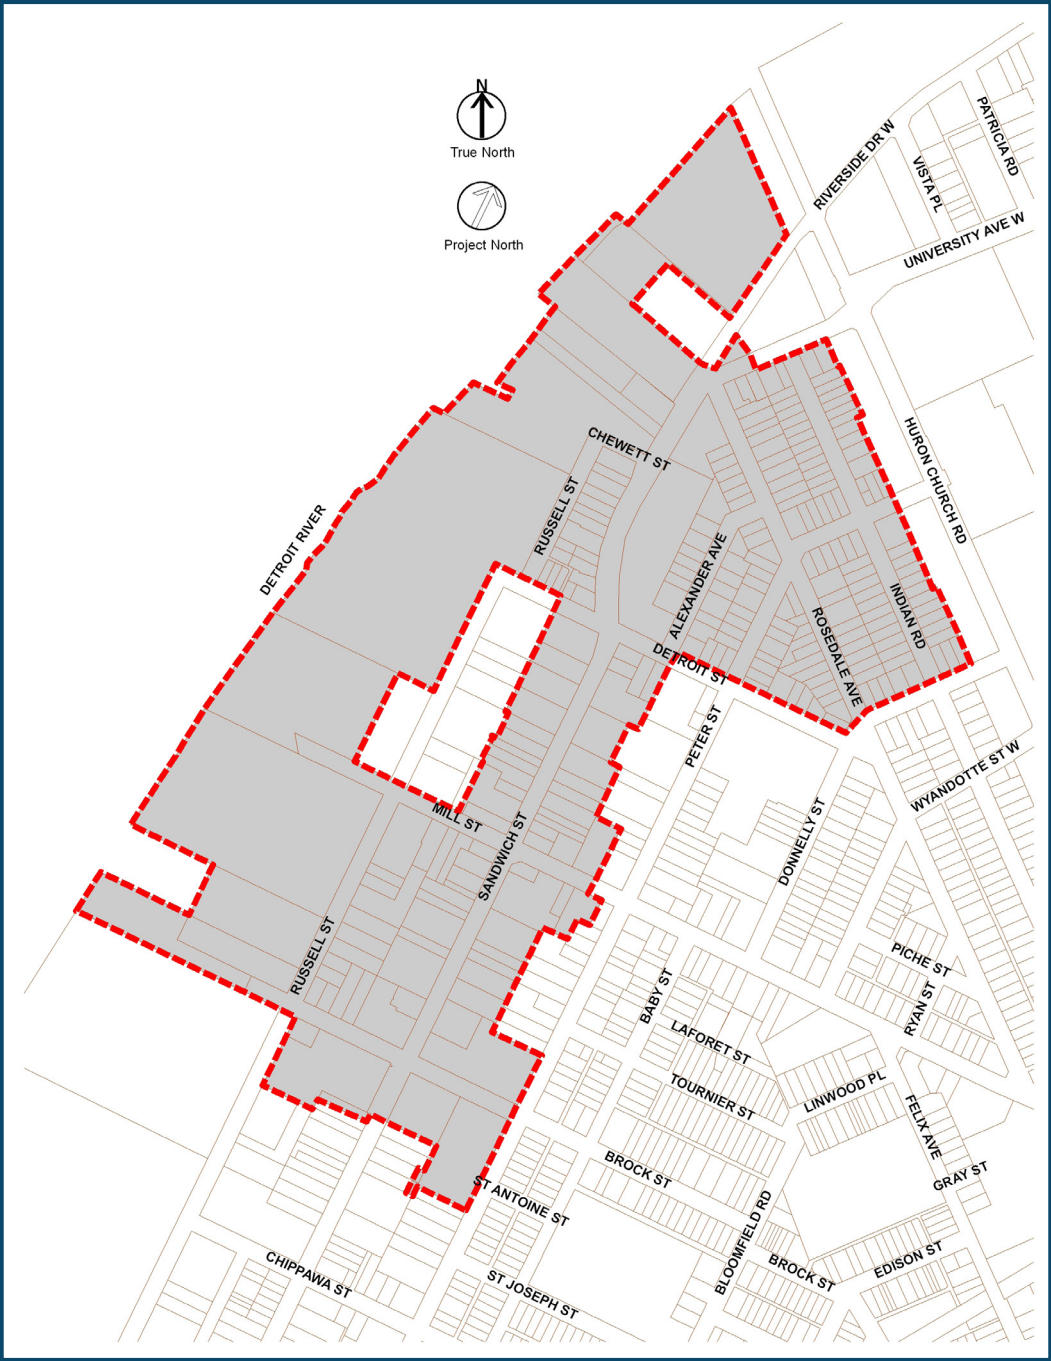 N
True North
Project North
PATRICIA RD
RIVERSIDE DR W
VISTA PL
UNIVERSITY AVE W
CHEWETT ST
HURON CHURCH RD
RUSSELL ST
DETROIT RIVER
ALEXANDER AVE
INDIAN RD
ROSEDALE AVE
DETROIT ST
PETER ST
WYANDOTTE ST W
MILL ST
SANDWICH ST
DONNELLY ST
RUSSELL ST
PICHE ST
BABY ST
RYAN ST
LAFORET ST
LINWOOD PL
TOURNIER ST
FELIX AVE
BROCK ST
GRAY ST
ST ANTOINE ST
BLOOMFIELD RD
CHIPPAWA ST
BROCK ST
EDISON ST
ST JOSEPH ST